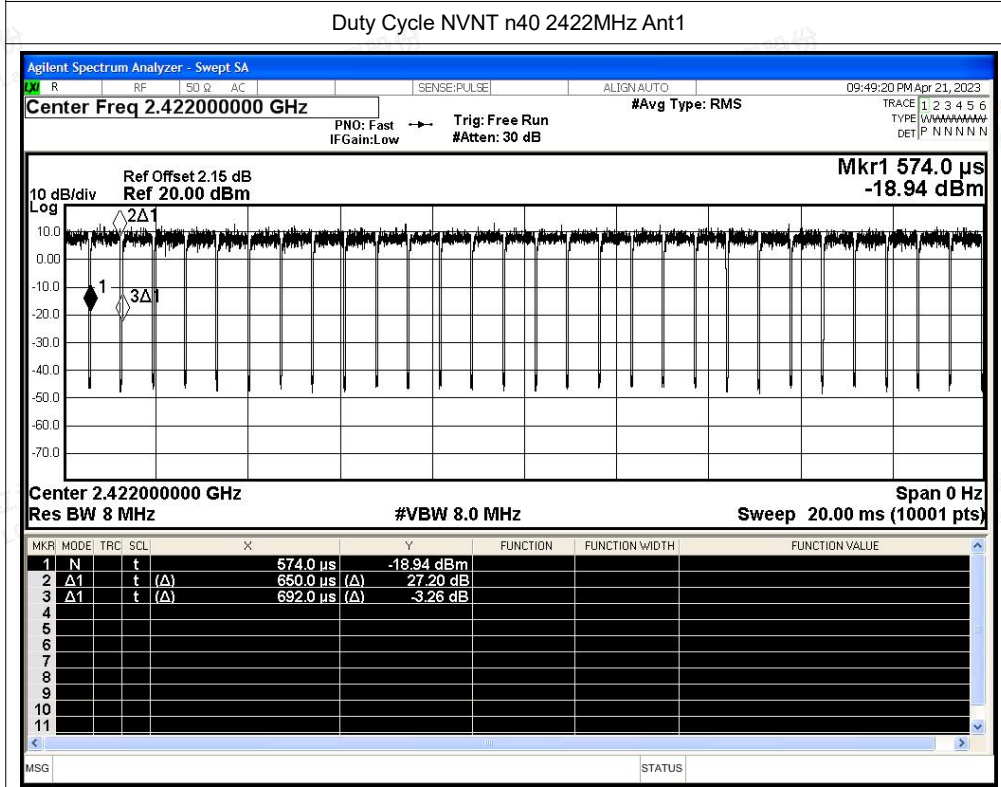 Duty Cycle NVNT n40 2422MHz Ant1
Agilent Spectrum Analyzer - Swept SA
LXI R RF 50 Ω AC SENSE:PULSE ALIGN AUTO 09:49:20 PM Apr 21, 2023
Center Freq 2.422000000 GHz #Avg Type: RMS TRACE 1 2 3 4 5 6
PNO: Fast Trig: Free Run TYPE WWWWWW
IFGain:Low #Atten: 30 dB DET P N N N N N
Mkr1 574.0 µs
-18.94 dBm
Ref Offset 2.15 dB
10 dB/div Ref 20.00 dBm
Log
2Δ1
10.0
0.00
-10.0
1
3Δ1
-20.0
-30.0
-40.0
-50.0
-60.0
-70.0
Center 2.422000000 GHz Span 0 Hz
Res BW 8 MHz #VBW 8.0 MHz Sweep 20.00 ms (10001 pts)
MKR MODE TRC SCL X Y FUNCTION FUNCTION WIDTH FUNCTION VALUE
1 N t 574.0 µs -18.94 dBm
2 Δ1 t (Δ) 650.0 µs (Δ) 27.20 dB
3 Δ1 t (Δ) 692.0 µs (Δ) -3.26 dB
4
5
6
7
8
9
10
11
MSG STATUS